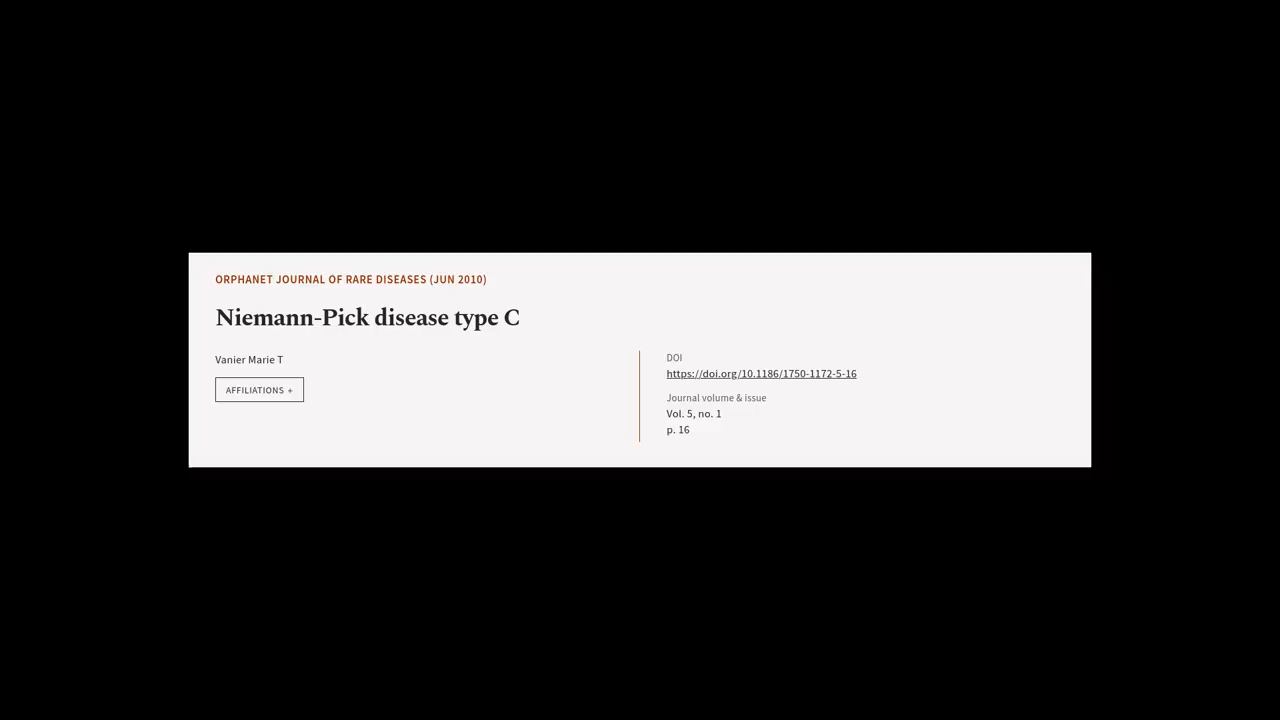 ORPHANET JOURNAL OF RARE DISEASES (JUN 2010)
Niemann-Pick disease type C
Vanier Marie T
AFFILIATIONS +
DOI
https://doi.org/10.1186/1750-1172-5-16
Journal volume & issue
Vol. 5, no. 1
p. 16